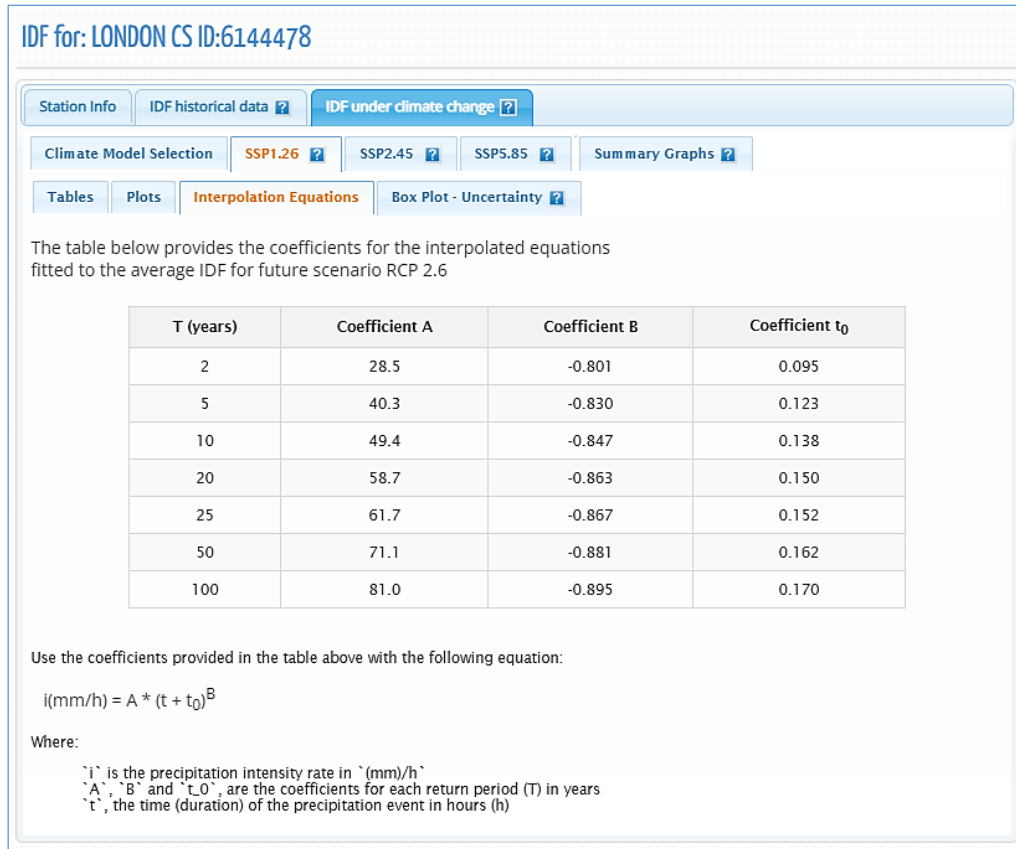 IDF for: LONDON CS ID:6144478
Station Info IDF historical data ? IDF under climate change ?
Climate Model Selection SSP1.26 ? SSP2.45 ? SSP5.85 ? Summary Graphs ?
Tables Plots Interpolation Equations Box Plot - Uncertainty ?
The table below provides the coefficients for the interpolated equations
fitted to the average IDF for future scenario RCP 2.6
T (years) Coefficient A Coefficient B Coefficient t0
2 28.5 -0.801 0.095
5 40.3 -0.830 0.123
10 49.4 -0.847 0.138
20 58.7 -0.863 0.150
25 61.7 -0.867 0.152
50 71.1 -0.881 0.162
100 81.0 -0.895 0.170
Use the coefficients provided in the table above with the following equation:
i(mm/h) = A * (t + t0)B
Where:
`i` is the precipitation intensity rate in `(mm)/h`
`A`, `B` and `t_0`, are the coefficients for each return period (T) in years
`t`, the time (duration) of the precipitation event in hours (h)